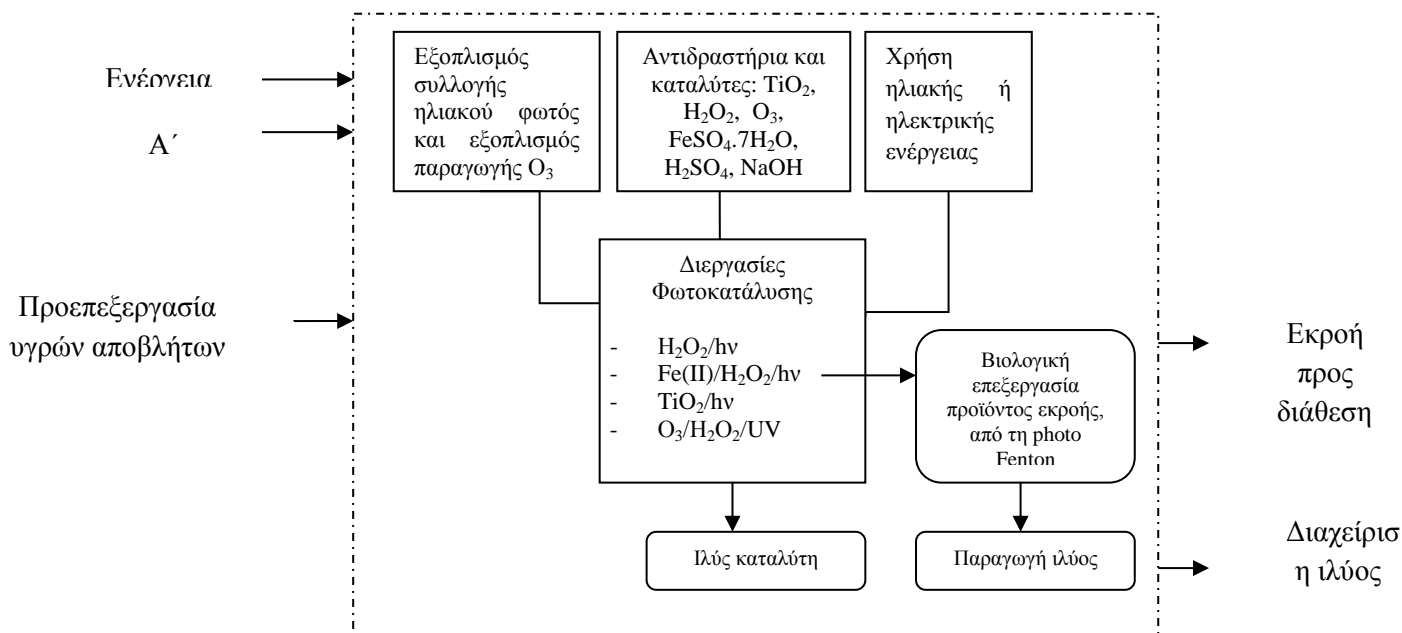 Ενέργεια
Α΄
Προεπεξεργασία
υγρών αποβλήτων
Εξοπλισμός
συλλογής
ηλιακού φωτός
και εξοπλισμός
παραγωγής O₃
Αντιδραστήρια και
καταλύτες: TiO₂,
H₂O₂, O₃,
FeSO₄.7H₂O,
H₂SO₄, NaOH
Χρήση
ηλιακής ή
ηλεκτρικής
ενέργειας
Διεργασίες
Φωτοκατάλυσης
- H₂O₂/hν
- Fe(II)/H₂O₂/hν
- TiO₂/hν
- O₃/H₂O₂/UV
Βιολογική
επεξεργασία
προϊόντος εκροής,
από τη photo
Fenton
Ιλύς καταλύτη
Παραγωγή ιλύος
Εκροή
προς
διάθεση
Διαχείρισ
η ιλύος